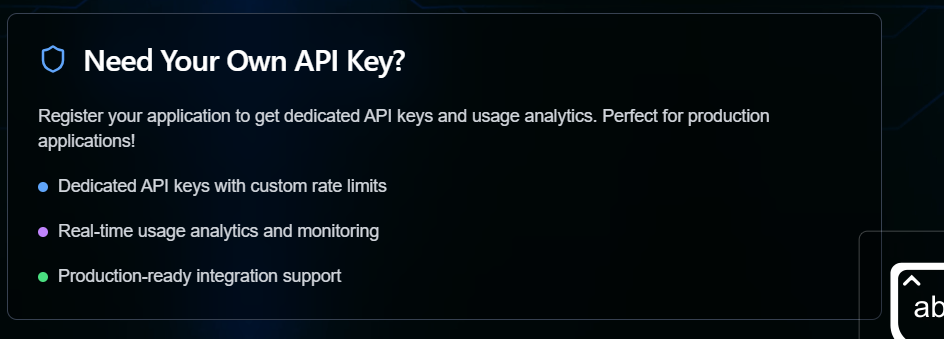 Need Your Own API Key?
Register your application to get dedicated API keys and usage analytics. Perfect for production
applications!
Dedicated API keys with custom rate limits
Real-time usage analytics and monitoring
Production-ready integration support
ab